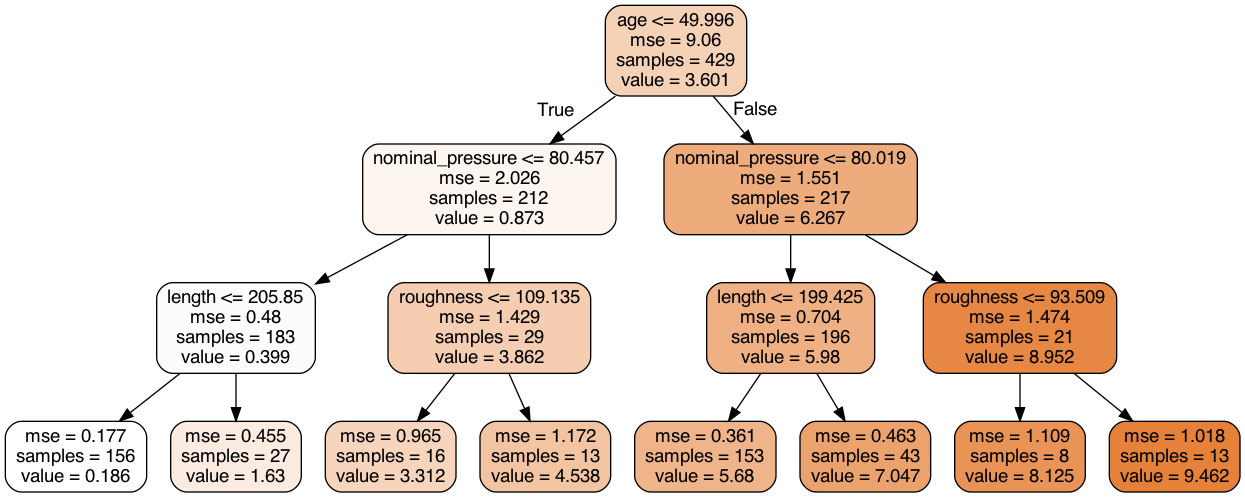 age <= 49.996
mse = 9.06
samples = 429
value = 3.601
True
False
nominal_pressure <= 80.457
mse = 2.026
samples = 212
value = 0.873
nominal_pressure <= 80.019
mse = 1.551
samples = 217
value = 6.267
length <= 205.85
mse = 0.48
samples = 183
value = 0.399
roughness <= 109.135
mse = 1.429
samples = 29
value = 3.862
length <= 199.425
mse = 0.704
samples = 196
value = 5.98
roughness <= 93.509
mse = 1.474
samples = 21
value = 8.952
mse = 0.177
samples = 156
value = 0.186
mse = 0.455
samples = 27
value = 1.63
mse = 0.965
samples = 16
value = 3.312
mse = 1.172
samples = 13
value = 4.538
mse = 0.361
samples = 153
value = 5.68
mse = 0.463
samples = 43
value = 7.047
mse = 1.109
samples = 8
value = 8.125
mse = 1.018
samples = 13
value = 9.462